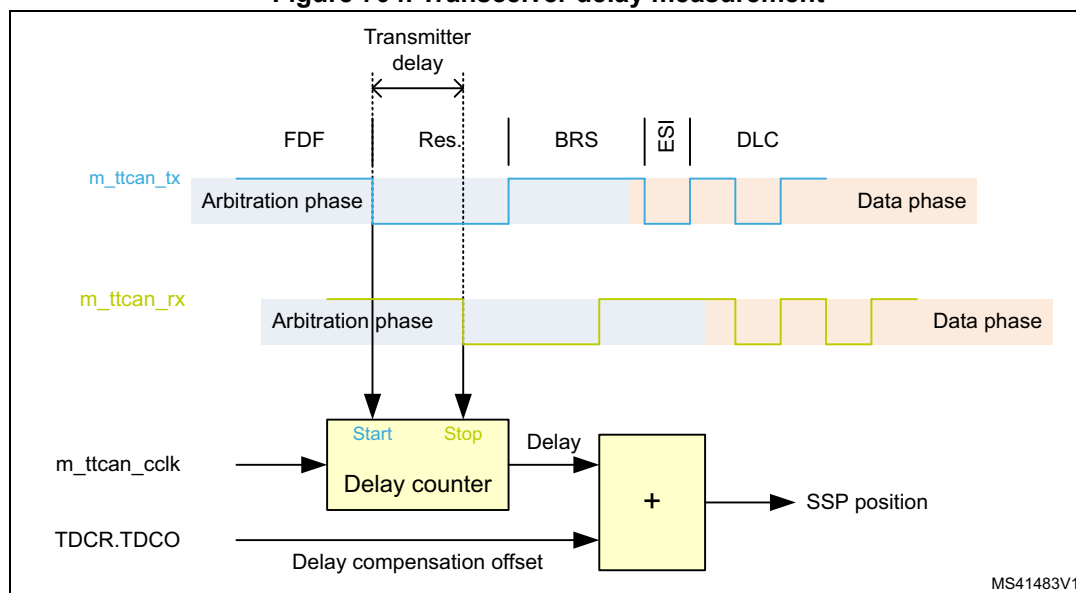 Transmitter
delay
FDF
Res.
BRS
ESI
DLC
m_ttcan_tx
Arbitration phase
Data phase
m_ttcan_rx
Arbitration phase
Data phase
Start
Stop
Delay
m_ttcan_cclk
Delay counter
+
SSP position
TDCR.TDCO
Delay compensation offset
MS41483V1